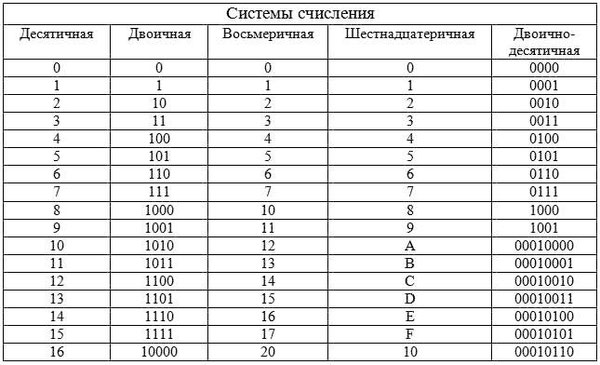 Системы счисления
Десятичная Двоичная Восьмеричная Шестнадцатеричная Двоично-
десятичная
0 0 0 0 0000
1 1 1 1 0001
2 10 2 2 0010
3 11 3 3 0011
4 100 4 4 0100
5 101 5 5 0101
6 110 6 6 0110
7 111 7 7 0111
8 1000 10 8 1000
9 1001 11 9 1001
10 1010 12 A 00010000
11 1011 13 B 00010001
12 1100 14 C 00010010
13 1101 15 D 00010011
14 1110 16 E 00010100
15 1111 17 F 00010101
16 10000 20 10 00010110